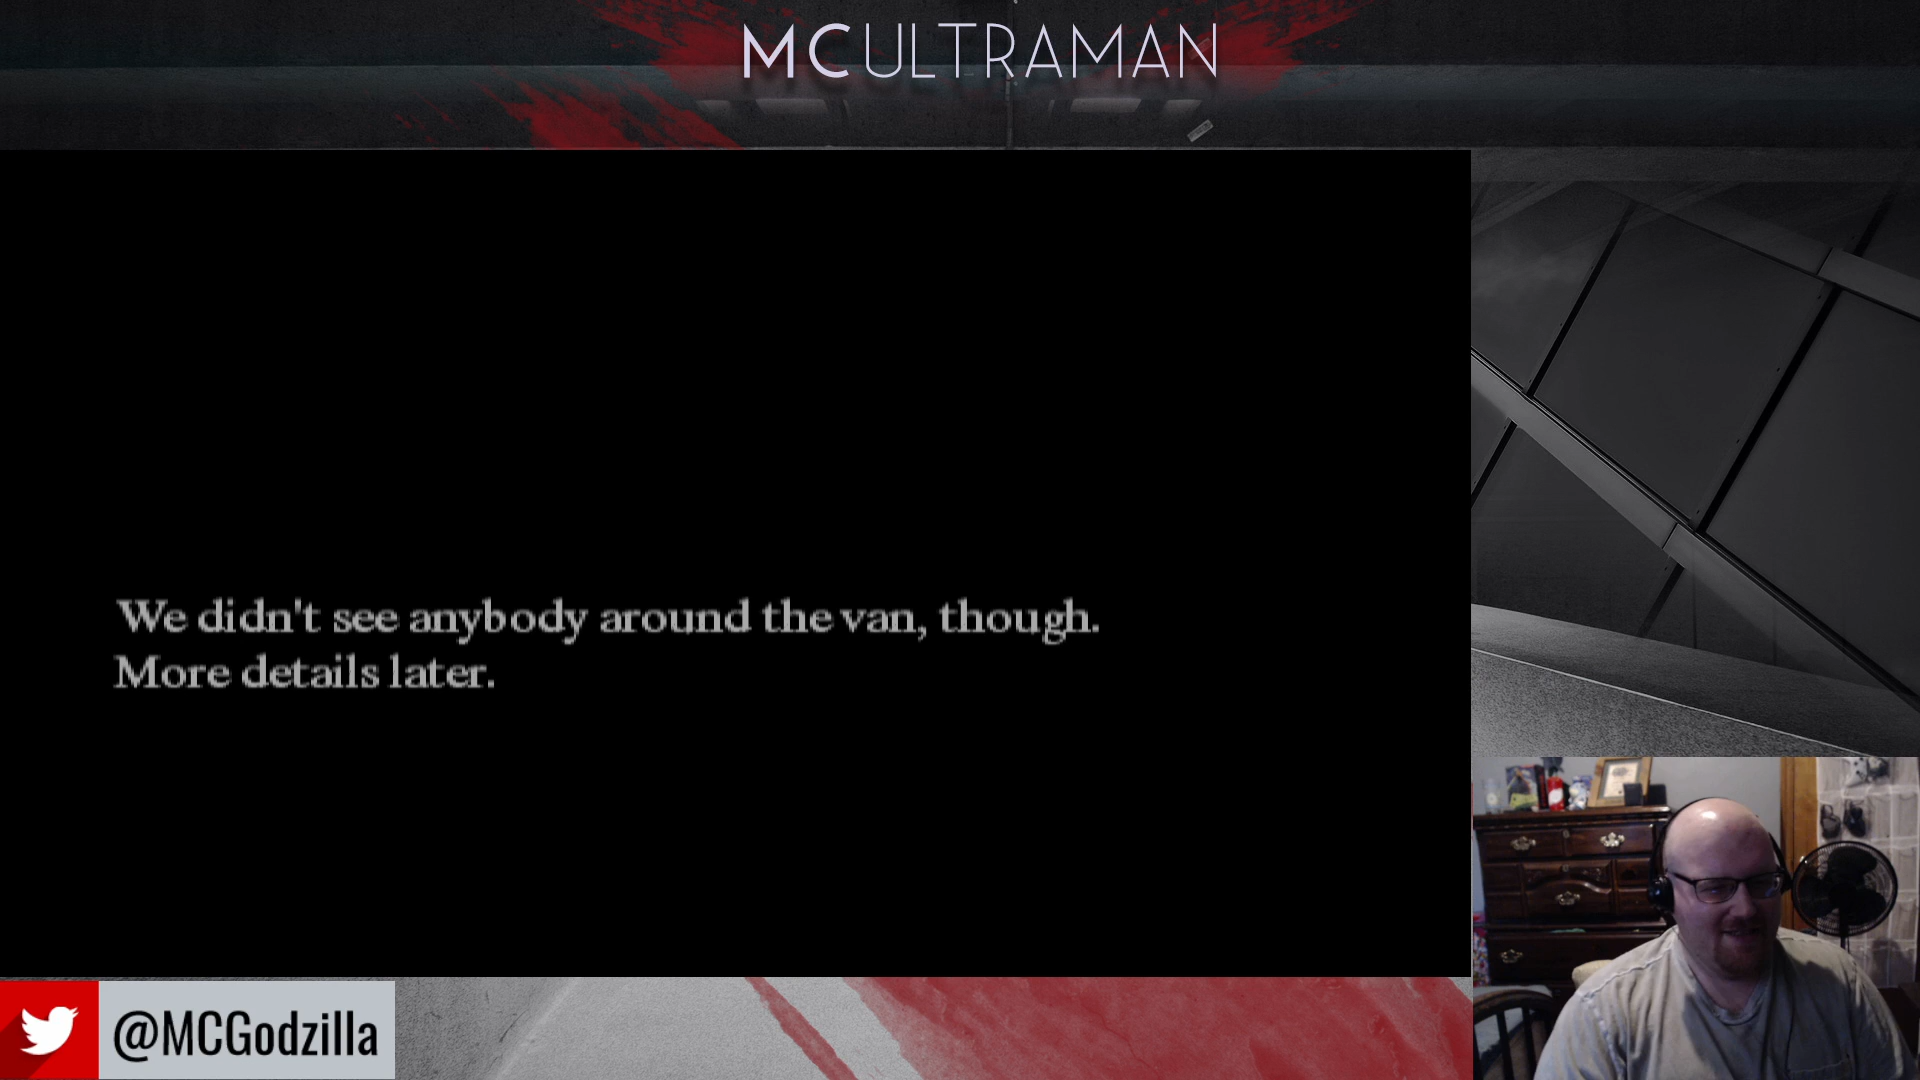 MCULTRAMAN
We didn't see anybody around the van, though.
More details later.
@MCGodzilla